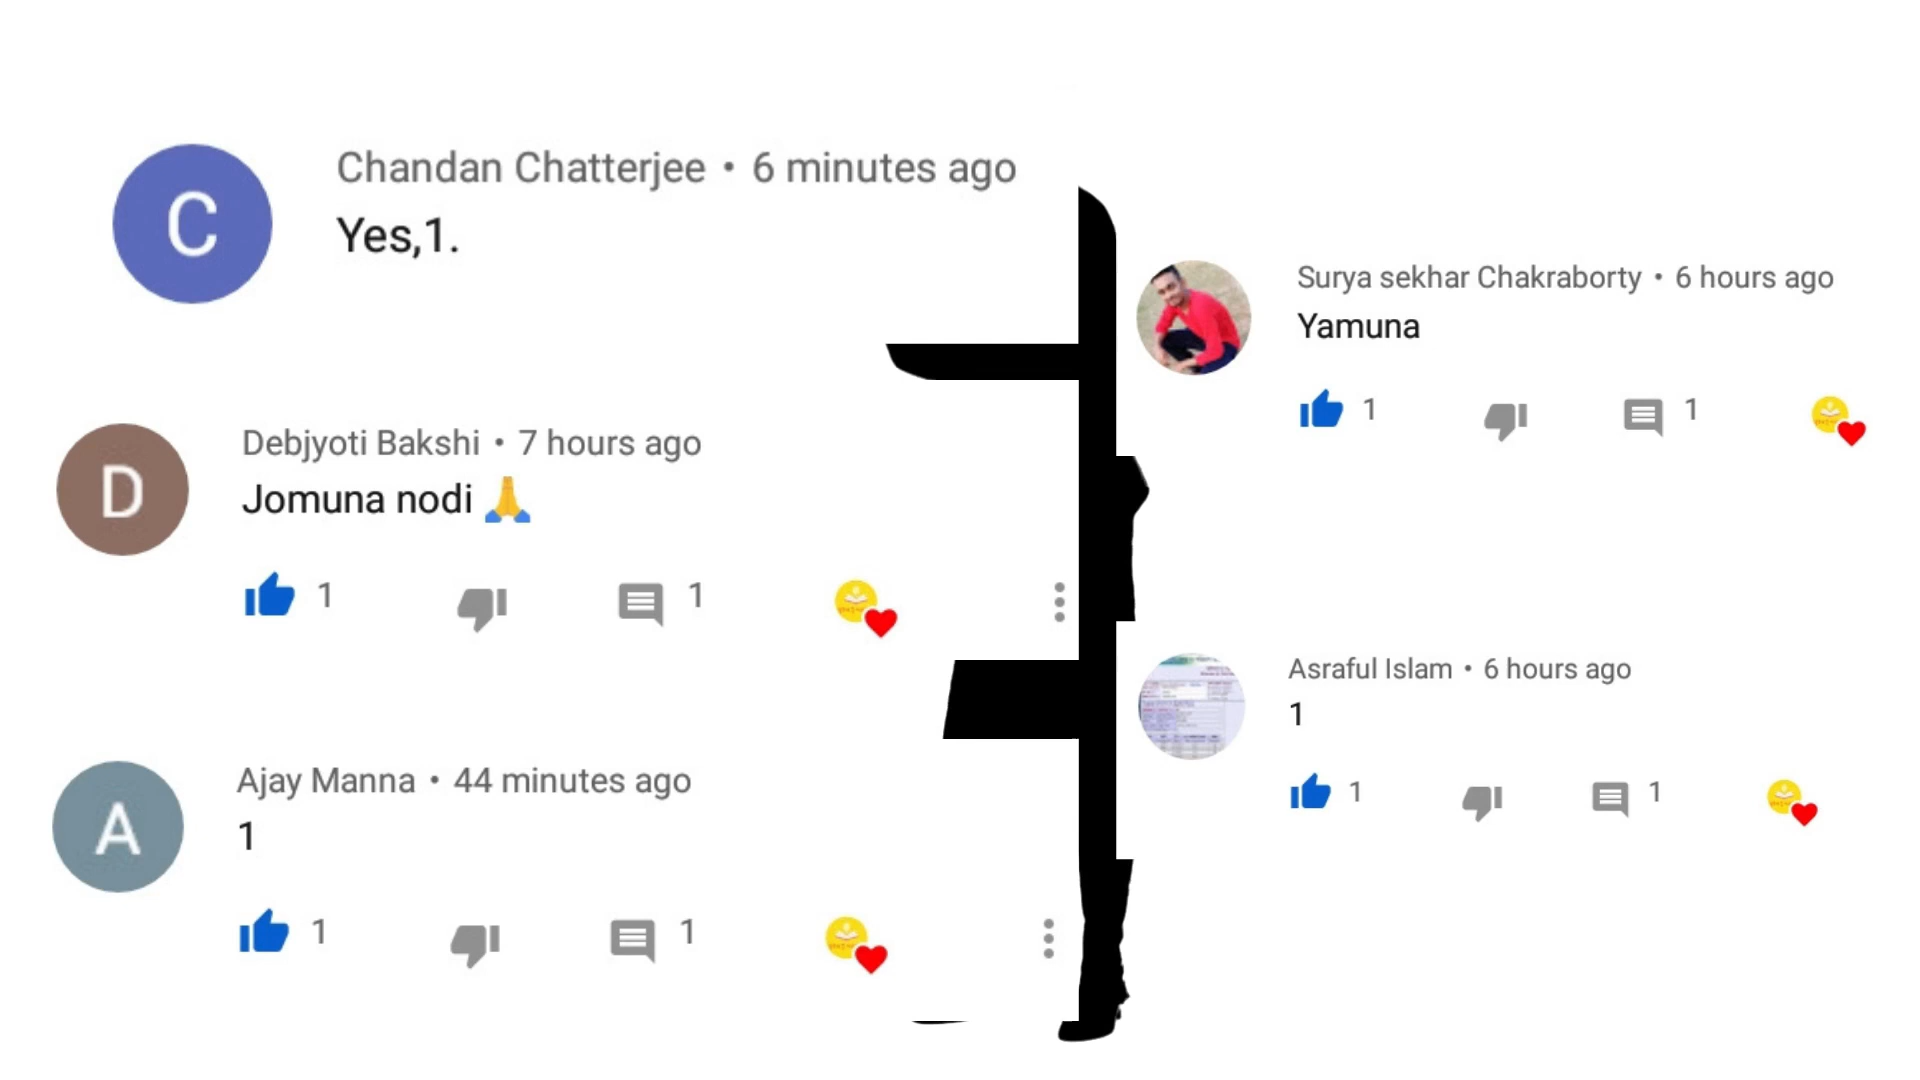 Chandan Chatterjee • 6 minutes ago
Yes,1.
Debjyoti Bakshi • 7 hours ago
Jomuna nodi 🙏
1 1
Ajay Manna • 44 minutes ago
1
1 1
Surya sekhar Chakraborty • 6 hours ago
Yamuna
1 1
Asraful Islam • 6 hours ago
1
1 1